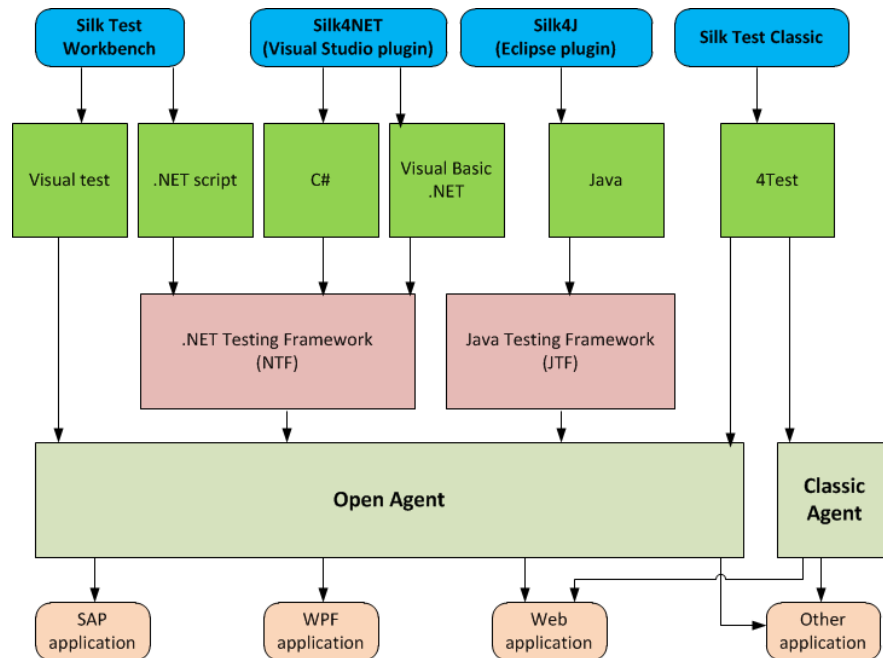 Silk Test
Workbench
Silk4NET
(Visual Studio plugin)
Silk4J
(Eclipse plugin)
Silk Test Classic
Visual test
.NET script
C#
Visual Basic
.NET
Java
4Test
.NET Testing Framework
(NTF)
Java Testing Framework
(JTF)
Open Agent
Classic
Agent
SAP
application
WPF
application
Web
application
Other
application